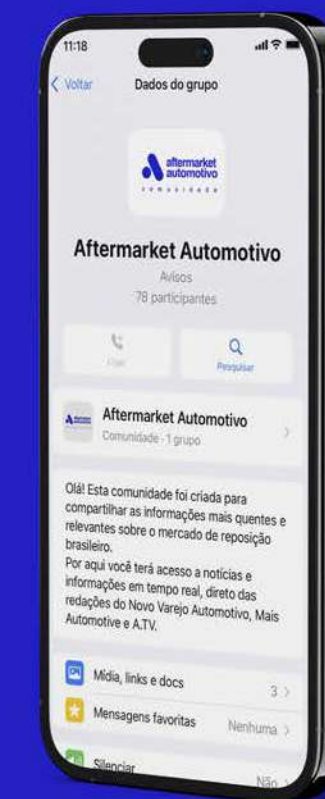 11:18
Voltar
Dados do grupo
aftermarket
automotivo
comunidade
Aftermarket Automotivo
Avisos
78 participantes
Ligar
Pesquisar
Aftermarket Automotivo
Comunidade · 1 grupo
Olá! Esta comunidade foi criada para
compartilhar as informações mais quentes e
relevantes sobre o mercado de reposição
brasileiro.
Por aqui você terá acesso a notícias e
informações em tempo real, direto das
redações do Novo Varejo Automotivo, Mais
Automotive e A.TV.
Mídia, links e docs
3
Mensagens favoritas
Nenhuma
Silenciar
Não